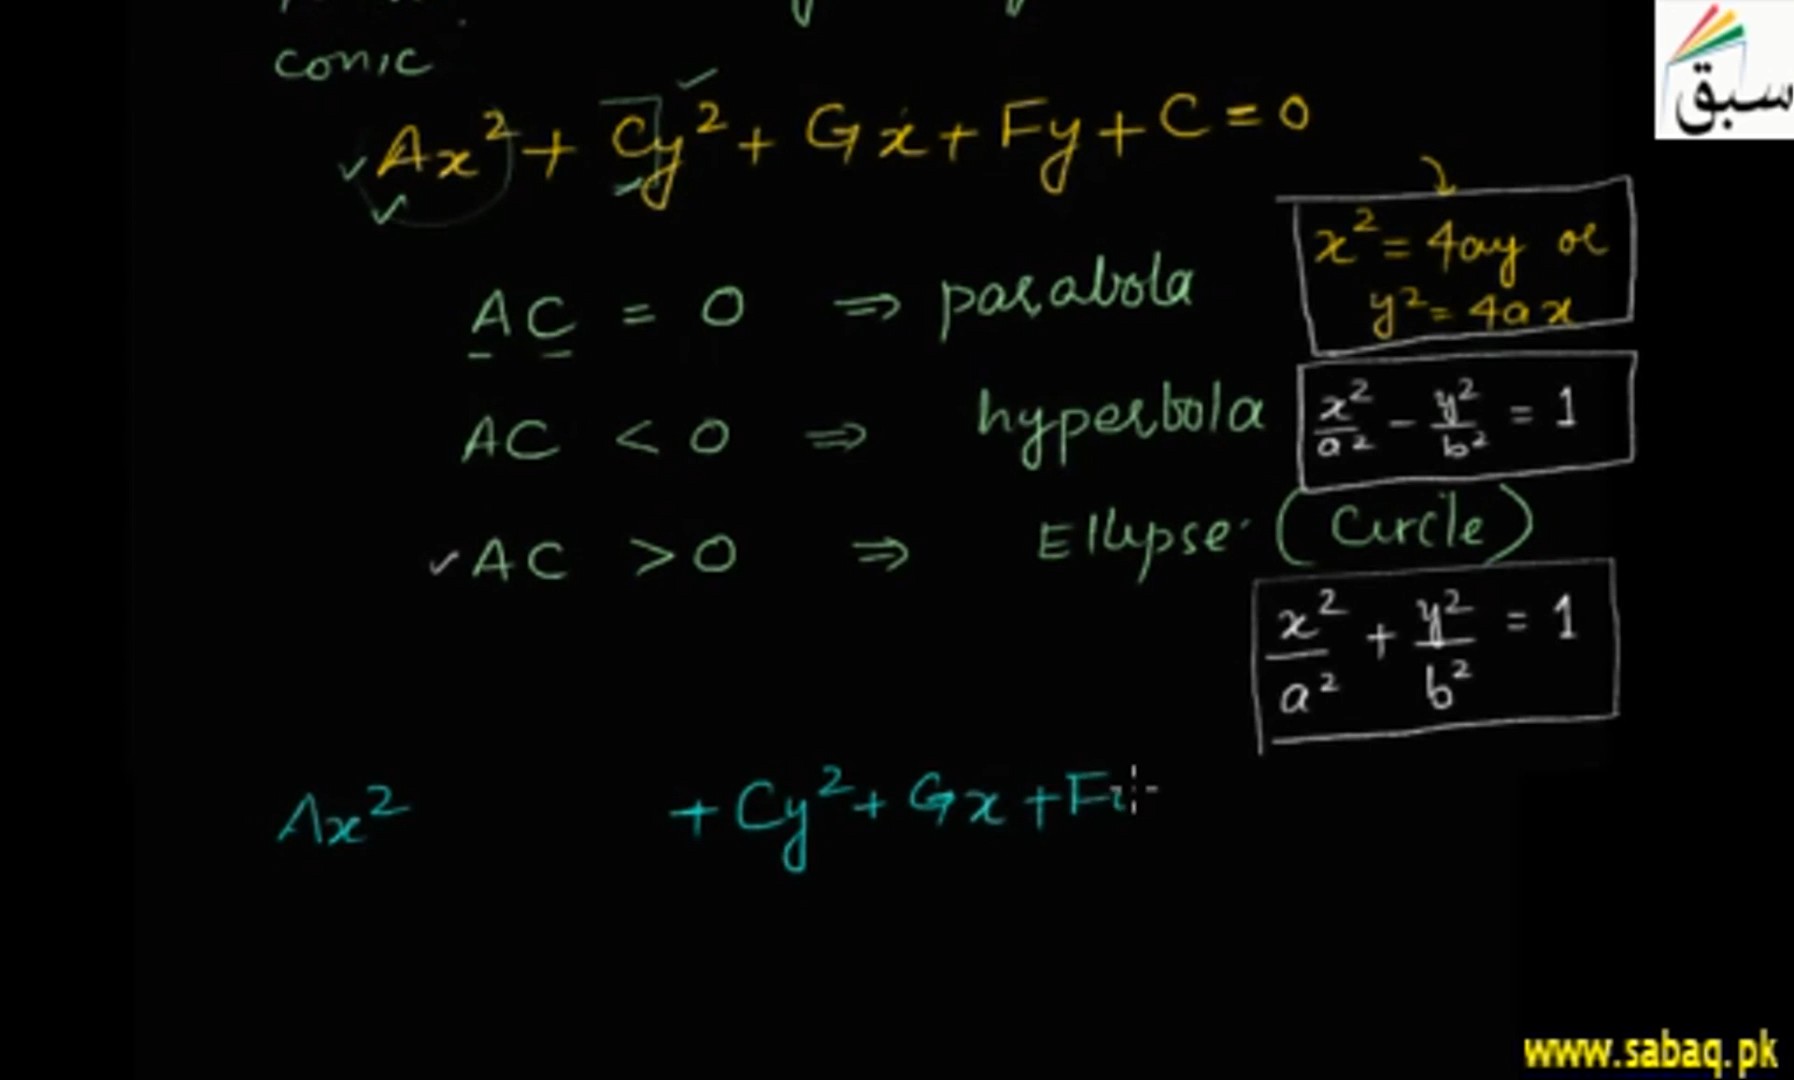 conic
سبق
Ax² + Cy² + Gx + Fy + C = 0
x² = 4ay or
y² = 4ax
AC = 0 ⇒ parabola
AC < 0 ⇒ hyperbola
x²/a² - y²/b² = 1
AC > 0 ⇒ Ellipse (Circle)
x²/a² + y²/b² = 1
Ax² + Cy² + Gx + F
www.sabaq.pk